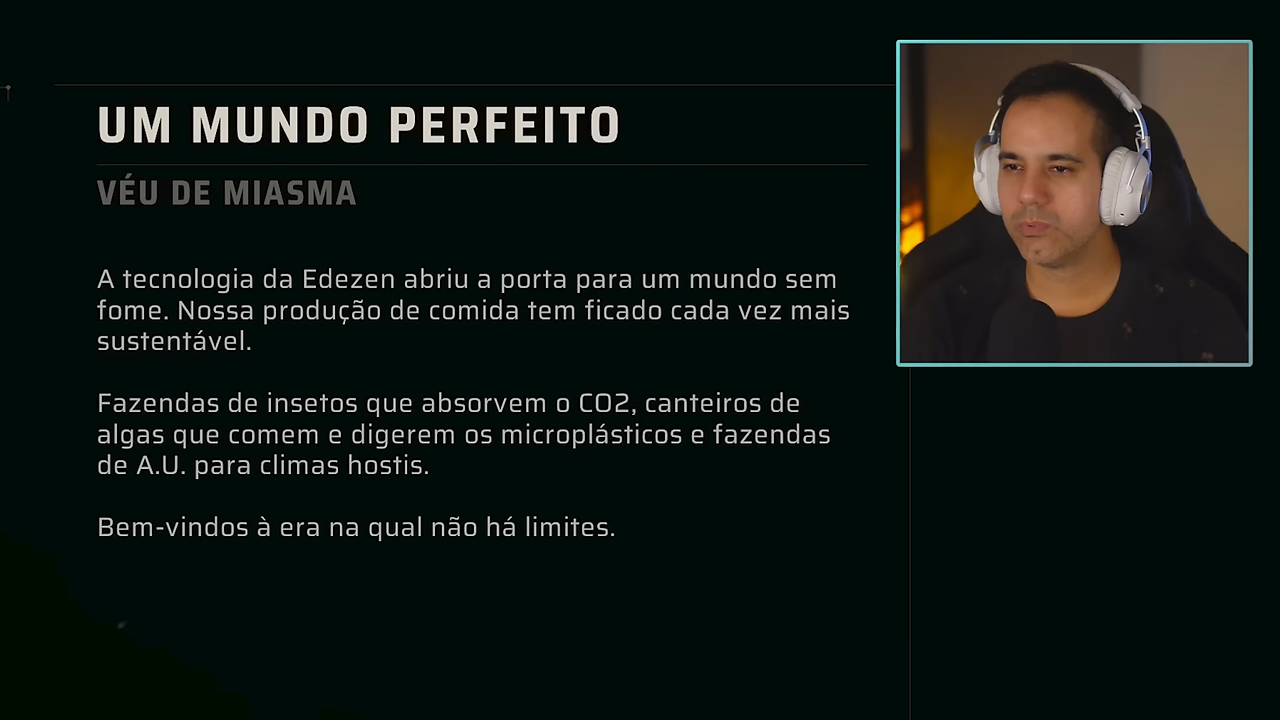 UM MUNDO PERFEITO
VÉU DE MIASMA
A tecnologia da Edezen abriu a porta para um mundo sem
fome. Nossa produção de comida tem ficado cada vez mais
sustentável.
Fazendas de insetos que absorvem o CO2, canteiros de
algas que comem e digerem os microplásticos e fazendas
de A.U. para climas hostis.
Bem-vindos à era na qual não há limites.